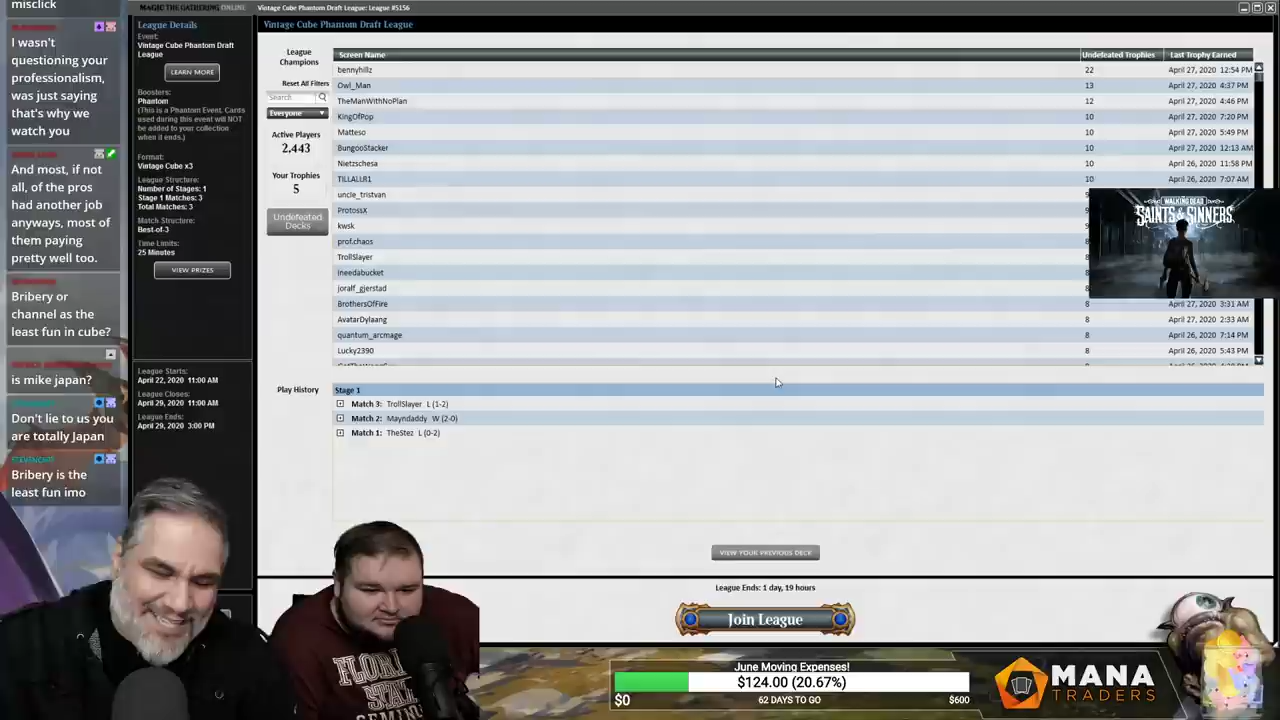 misclick
I wasn't
questioning your
professionalism,
was just saying
that's why we
watch you
And most, if not
all, of the pros
had another job
anyways, most of
them paying
pretty well too.
Bribery or
channel as the
least fun in cube?
is mike japan?
Don't lie to us
you are totally Japan
Bribery is the
least fun imo
MAGIC THE GATHERING ONLINE
Vintage Cube Phantom Draft League: League #5156
League Details
Event:
Vintage Cube Phantom Draft
League
LEARN MORE
Boosters:
Phantom
(This is a Phantom Event. Cards
used during this event will NOT
be added to your collection
when it ends.)
Format:
Vintage Cube x3
League Structure:
Number of Stages: 1
Stage 1 Matches: 3
Total Matches: 3
Match Structure:
Best-of-3
Time Limits:
25 Minutes
VIEW PRIZES
League Starts:
April 22, 2020 11:00 AM
League Closes:
April 29, 2020 11:00 AM
League Ends:
April 29, 2020 3:00 PM
Vintage Cube Phantom Draft League
League
Champions
Reset All Filters
Search
Everyone
Active Players
2,443
Your Trophies
5
Undefeated
Decks
Screen Name Undefeated Trophies Last Trophy Earned
bennyhillz 22 April 27, 2020 12:54 PM
Owl_Man 13 April 27, 2020 4:37 PM
TheManWithNoPlan 12 April 27, 2020 4:46 PM
KingOfPop 10 April 27, 2020 7:20 PM
Matteso 10 April 27, 2020 5:49 PM
BungooStacker 10 April 27, 2020 12:13 AM
Nietzschesa 10 April 26, 2020 11:58 PM
TILLALLR1 10 April 26, 2020 7:07 AM
uncle_tristvan
ProtossX
kwsk
prof.chaos
TrollSlayer
ineedabucket
joralf_gjerstad
BrothersOfFire 8 April 27, 2020 3:31 AM
AvatarDylaang 8 April 27, 2020 2:33 AM
quantum_arcmage 8 April 26, 2020 7:14 PM
Lucky2390 8 April 26, 2020 5:43 PM
THE WALKING DEAD
SAINTS & SINNERS
Play History
Stage 1
Match 3: TrollSlayer L (1-2)
Match 2: Mayndaddy W (2-0)
Match 1: TheStez L (0-2)
VIEW YOUR PREVIOUS DECK
League Ends: 1 day, 19 hours
Join League
FLORI
STA
SEMINO
June Moving Expenses!
$124.00 (20.67%)
$0 62 DAYS TO GO $600
MANA
TRADERS